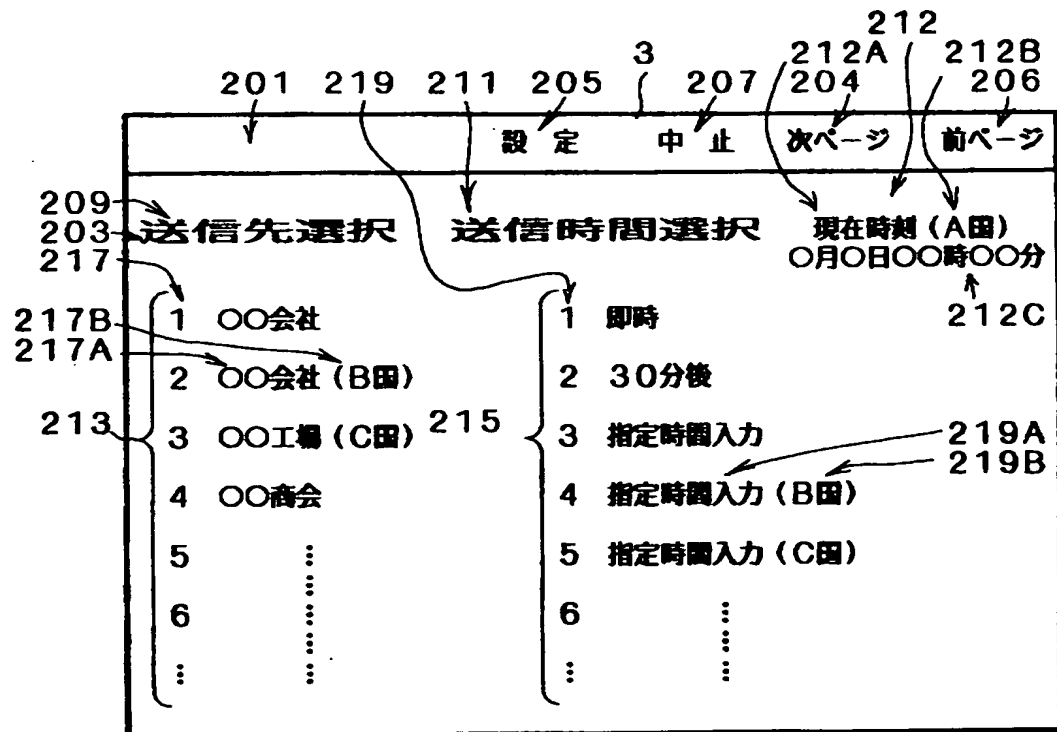 212
3 212A 212B
201 219 211 205 207 204 206
設定 中止 次ページ 前ページ
209 送信先選択 送信時間選択 現在時刻(A国)
203 ○月○日○○時○○分
217 212C
1 ○○会社 1 即時
217B
217A
2 ○○会社(B国) 2 30分後
213 3 ○○工場(C国) 215 3 指定時間入力 219A
219B
4 ○○商会 4 指定時間入力(B国)
5 ⋮ 5 指定時間入力(C国)
6 ⋮ 6 ⋮
⋮ ⋮ ⋮ ⋮